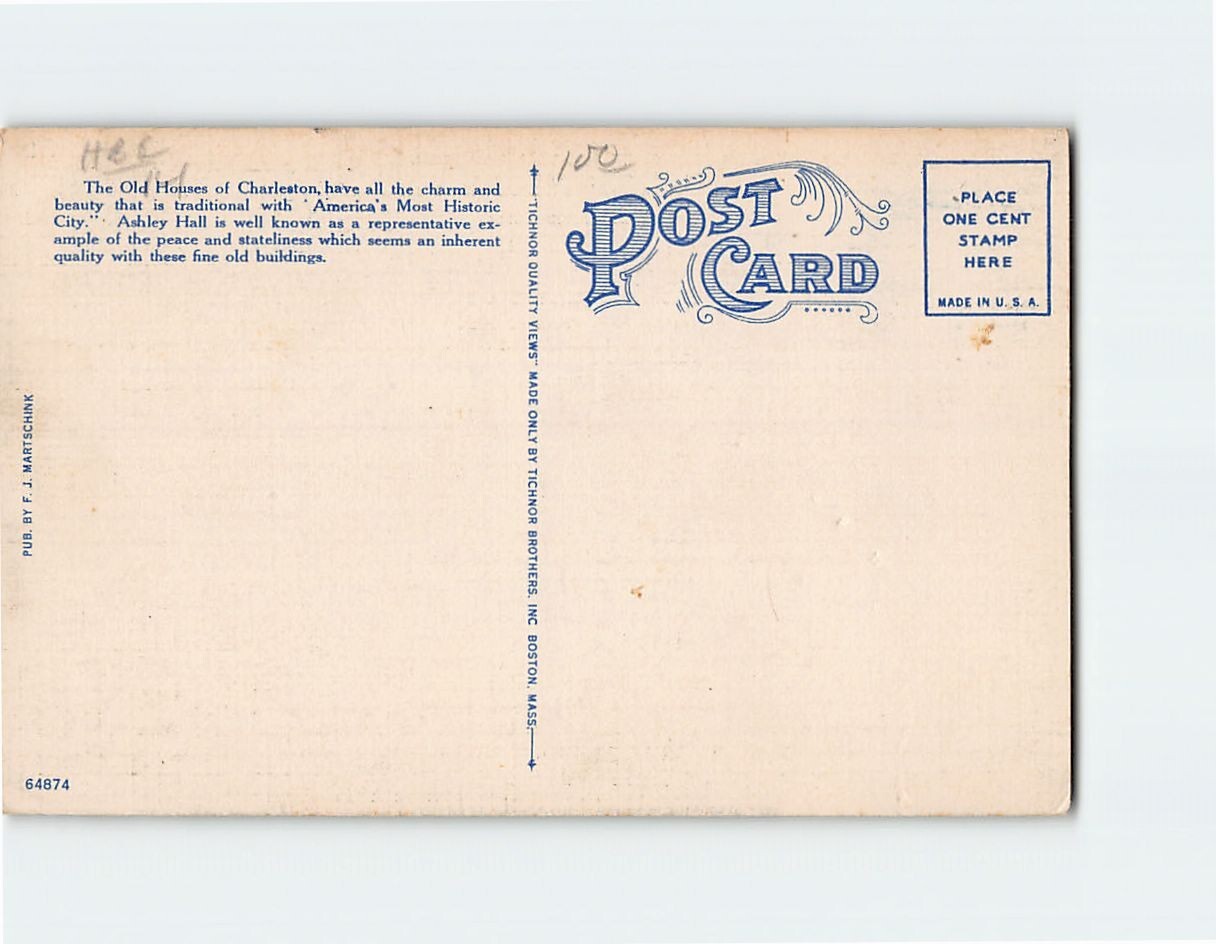 The Old Houses of Charleston, have all the charm and
beauty that is traditional with 'America's Most Historic
City." Ashley Hall is well known as a representative ex-
ample of the peace and stateliness which seems an inherent
quality with these fine old buildings.
PUB. BY F. J. MARTSCHINK
64874
"TICHNOR QUALITY VIEWS" MADE ONLY BY TICHNOR BROTHERS, INC BOSTON, MASS.
100
POST
CARD
PLACE
ONE CENT
STAMP
HERE
MADE IN U. S. A.